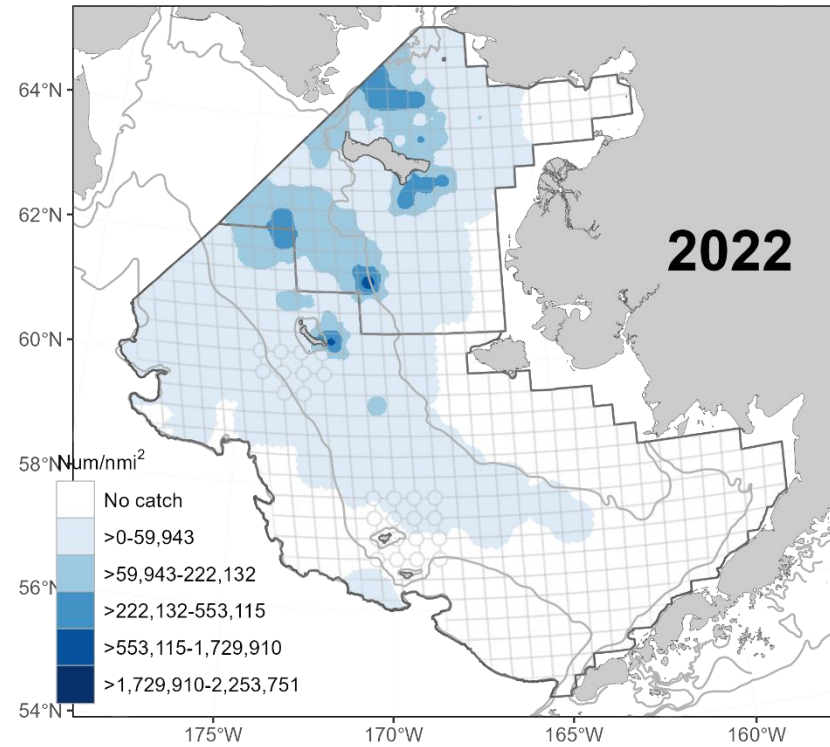 64°N
62°N
2022
60°N
58°N
Num/nmi²
No catch
>0-59,943
>59,943-222,132
56°N
>222,132-553,115
>553,115-1,729,910
>1,729,910-2,253,751
54°N
175°W
170°W
165°W
160°W